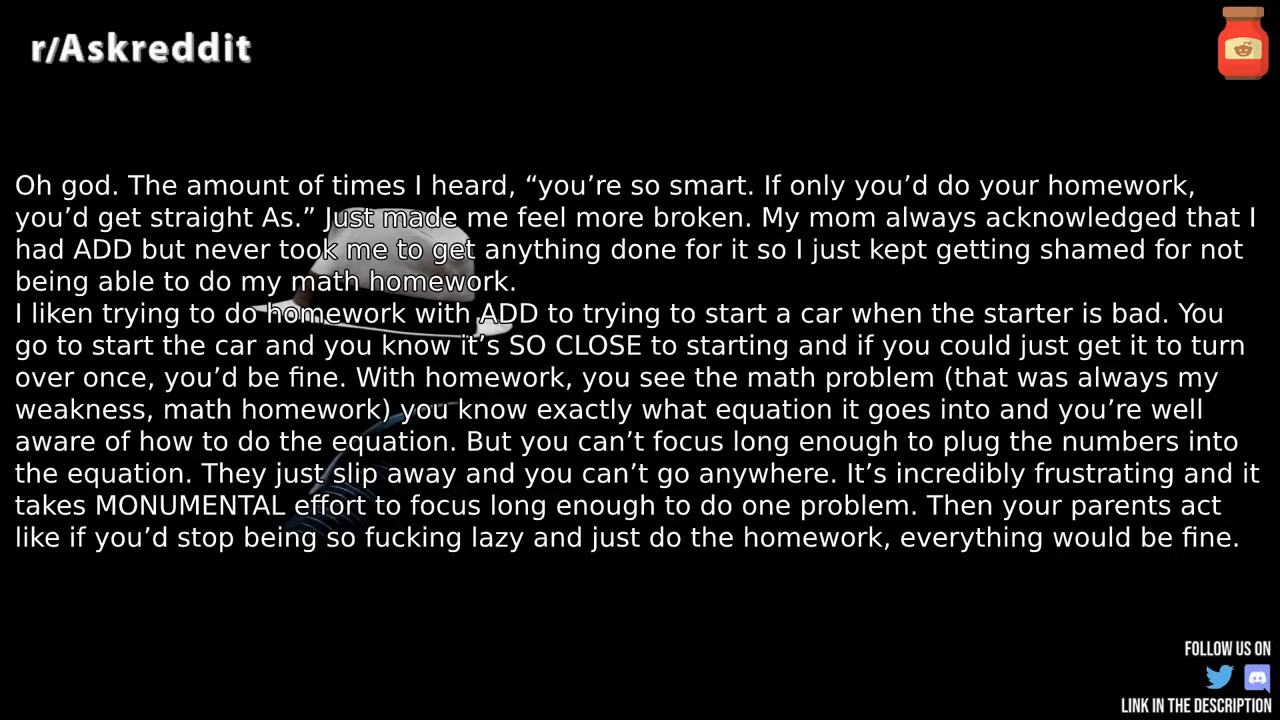 r/Askreddit
Oh god. The amount of times I heard, “you’re so smart. If only you’d do your homework,
you’d get straight As.” Just made me feel more broken. My mom always acknowledged that I
had ADD but never took me to get anything done for it so I just kept getting shamed for not
being able to do my math homework.
I liken trying to do homework with ADD to trying to start a car when the starter is bad. You
go to start the car and you know it’s SO CLOSE to starting and if you could just get it to turn
over once, you’d be fine. With homework, you see the math problem (that was always my
weakness, math homework) you know exactly what equation it goes into and you’re well
aware of how to do the equation. But you can’t focus long enough to plug the numbers into
the equation. They just slip away and you can’t go anywhere. It’s incredibly frustrating and it
takes MONUMENTAL effort to focus long enough to do one problem. Then your parents act
like if you’d stop being so fucking lazy and just do the homework, everything would be fine.
FOLLOW US ON
LINK IN THE DESCRIPTION